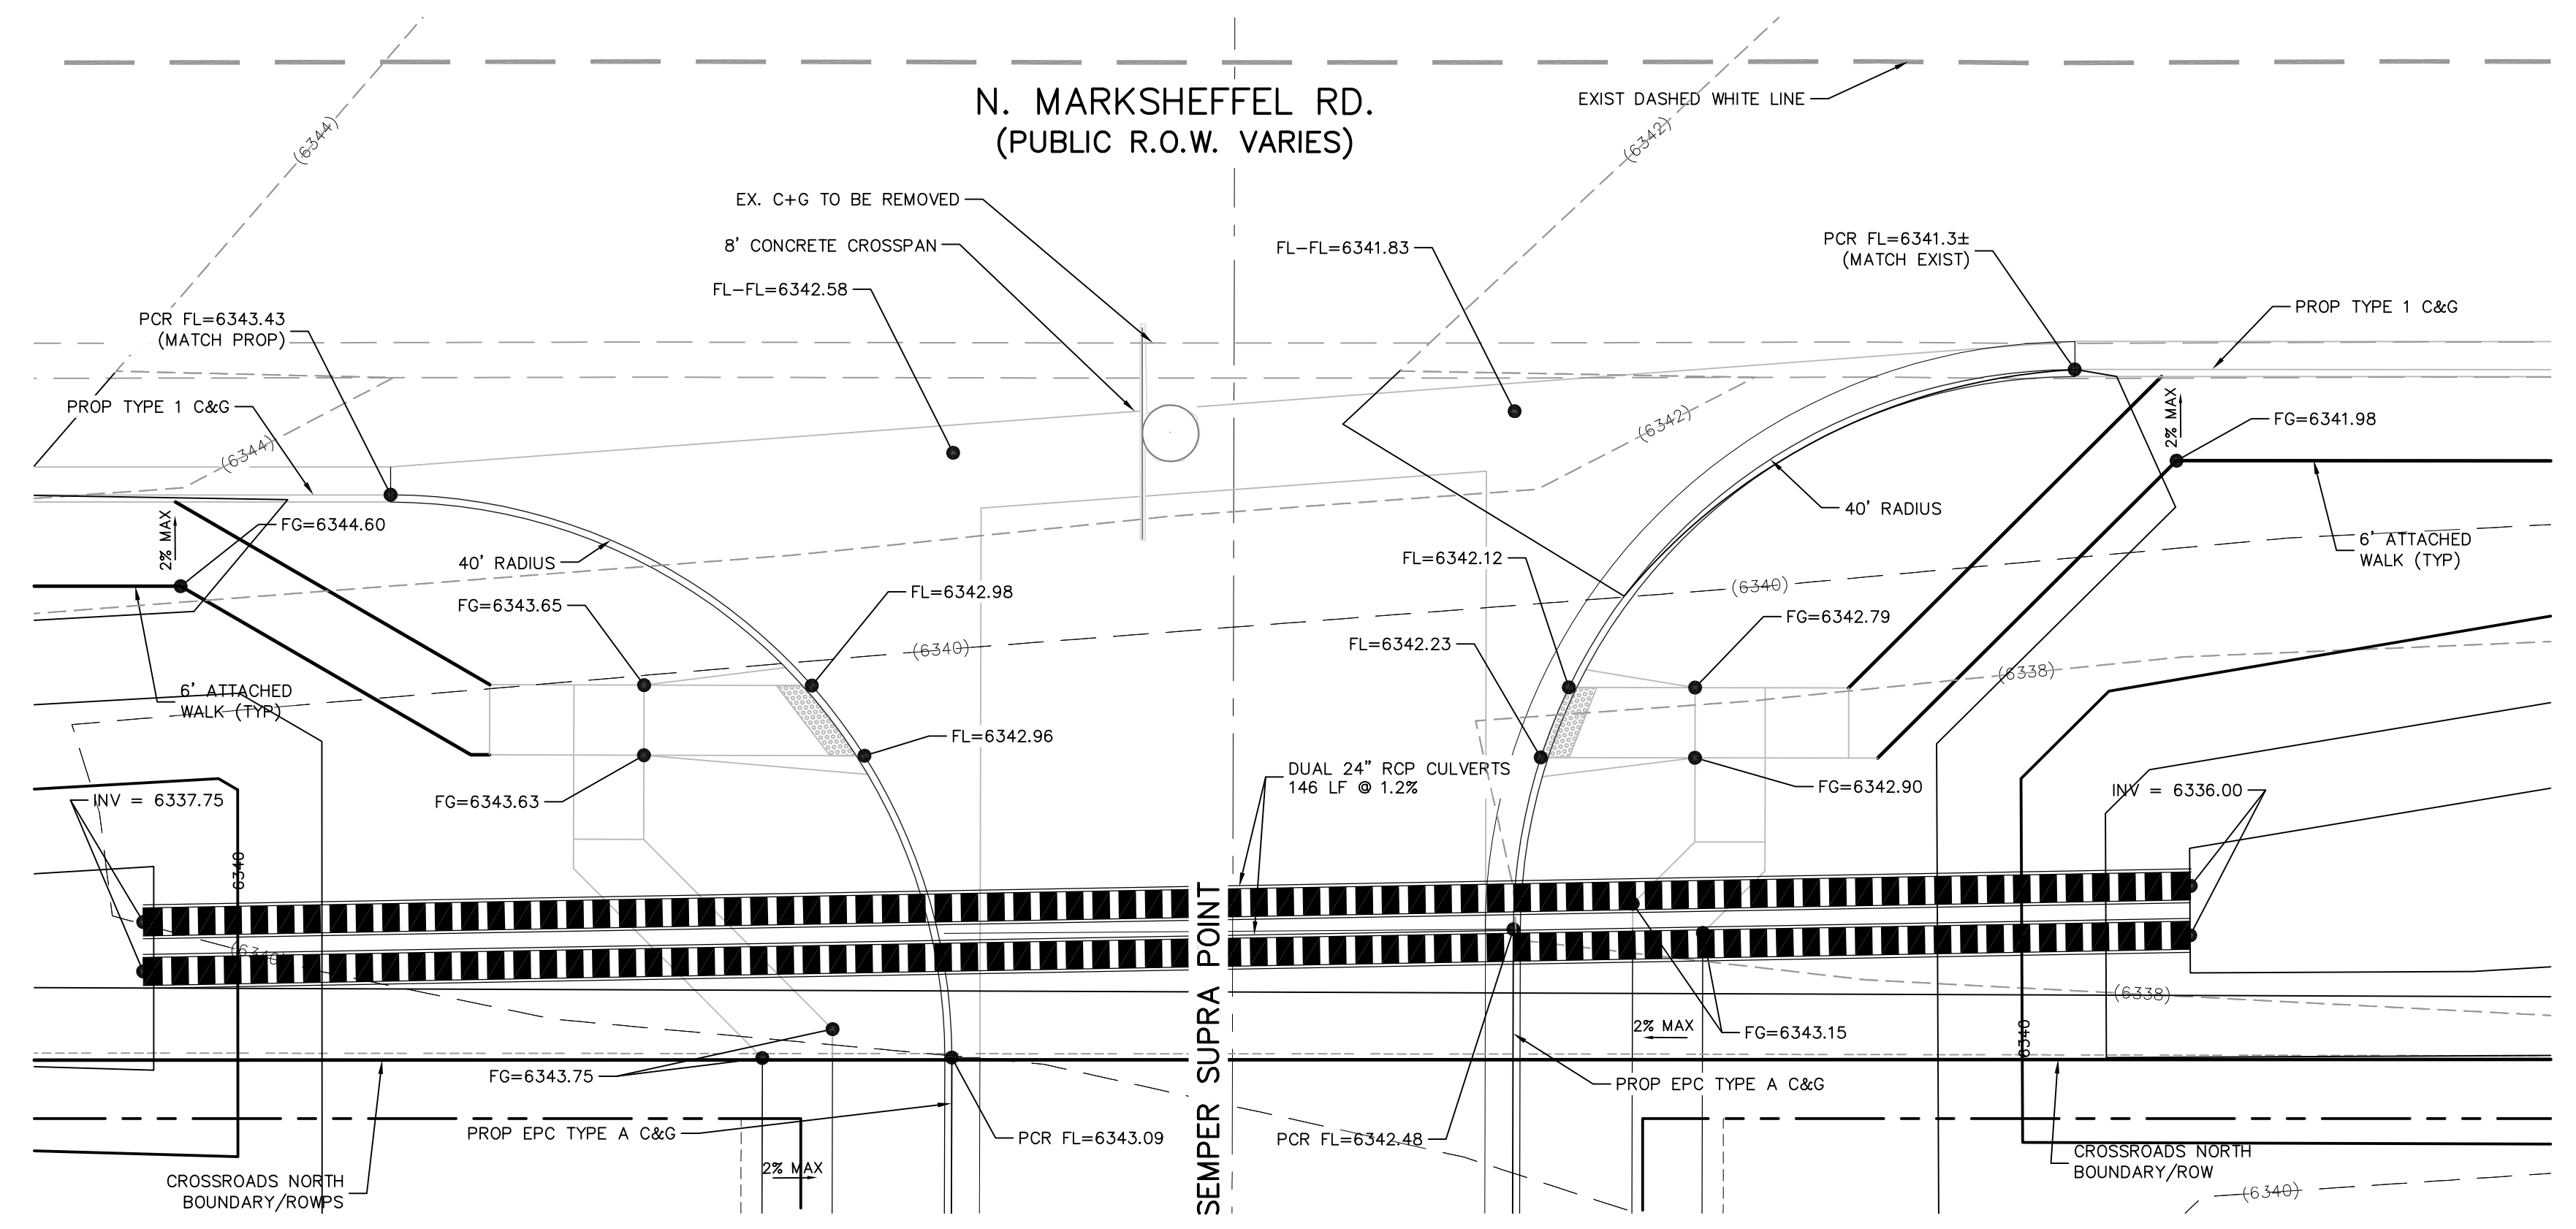 N. MARKSHEFFEL RD.
(PUBLIC R.O.W. VARIES)
EXIST DASHED WHITE LINE
(6344)
(6342)
EX. C+G TO BE REMOVED
8' CONCRETE CROSSPAN
FL-FL=6342.58
FL-FL=6341.83
PCR FL=6341.3±
(MATCH EXIST)
PROP TYPE 1 C&G
PCR FL=6343.43
(MATCH PROP)
PROP TYPE 1 C&G
(6344)
(6342)
2% MAX
FG=6341.98
2% MAX
FG=6344.60
40' RADIUS
40' RADIUS
6' ATTACHED
WALK (TYP)
FL=6342.12
(6340)
FG=6343.65
FL=6342.98
FG=6342.79
FL=6342.23
(6340)
(6338)
6' ATTACHED
WALK (TYP)
FL=6342.96
DUAL 24" RCP CULVERTS
146 LF @ 1.2%
INV = 6337.75
FG=6343.63
FG=6342.90
INV = 6336.00
6340
(6340)
SEMPER SUPRA POINT
(6338)
2% MAX
FG=6343.15
6340
FG=6343.75
PROP EPC TYPE A C&G
PROP EPC TYPE A C&G
PCR FL=6343.09
PCR FL=6342.48
2% MAX
CROSSROADS NORTH
BOUNDARY/ROWPS
CROSSROADS NORTH
BOUNDARY/ROW
(6340)